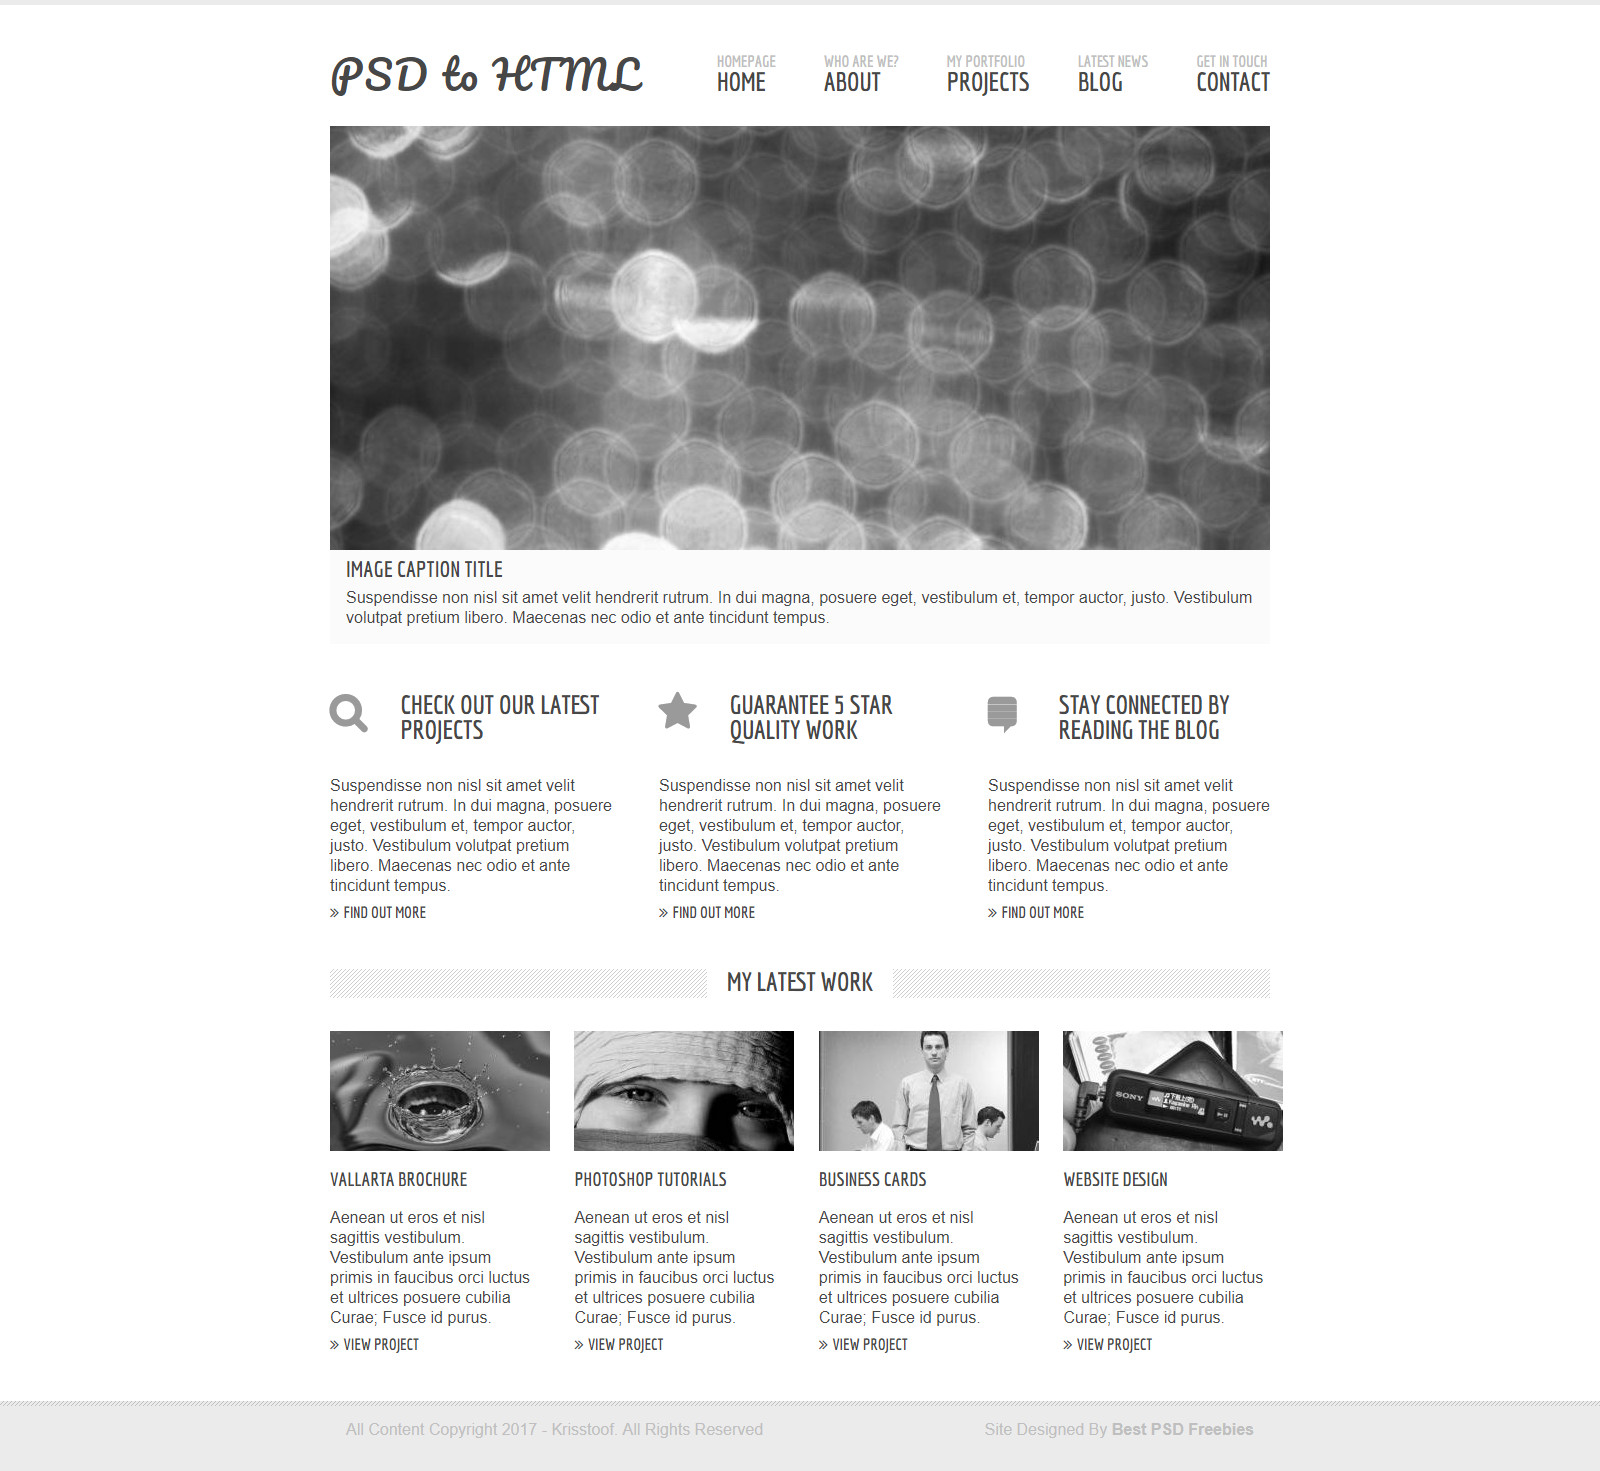 PSD to HTML
HOMEPAGE
HOME
WHO ARE WE?
ABOUT
MY PORTFOLIO
PROJECTS
LATEST NEWS
BLOG
GET IN TOUCH
CONTACT
IMAGE CAPTION TITLE
Suspendisse non nisl sit amet velit hendrerit rutrum. In dui magna, posuere eget, vestibulum et, tempor auctor, justo. Vestibulum
volutpat pretium libero. Maecenas nec odio et ante tincidunt tempus.
CHECK OUT OUR LATEST
PROJECTS
Suspendisse non nisl sit amet velit
hendrerit rutrum. In dui magna, posuere
eget, vestibulum et, tempor auctor,
justo. Vestibulum volutpat pretium
libero. Maecenas nec odio et ante
tincidunt tempus.
» FIND OUT MORE
GUARANTEE 5 STAR
QUALITY WORK
Suspendisse non nisl sit amet velit
hendrerit rutrum. In dui magna, posuere
eget, vestibulum et, tempor auctor,
justo. Vestibulum volutpat pretium
libero. Maecenas nec odio et ante
tincidunt tempus.
» FIND OUT MORE
STAY CONNECTED BY
READING THE BLOG
Suspendisse non nisl sit amet velit
hendrerit rutrum. In dui magna, posuere
eget, vestibulum et, tempor auctor,
justo. Vestibulum volutpat pretium
libero. Maecenas nec odio et ante
tincidunt tempus.
» FIND OUT MORE
MY LATEST WORK
VALLARTA BROCHURE
Aenean ut eros et nisl
sagittis vestibulum.
Vestibulum ante ipsum
primis in faucibus orci luctus
et ultrices posuere cubilia
Curae; Fusce id purus.
» VIEW PROJECT
PHOTOSHOP TUTORIALS
Aenean ut eros et nisl
sagittis vestibulum.
Vestibulum ante ipsum
primis in faucibus orci luctus
et ultrices posuere cubilia
Curae; Fusce id purus.
» VIEW PROJECT
BUSINESS CARDS
Aenean ut eros et nisl
sagittis vestibulum.
Vestibulum ante ipsum
primis in faucibus orci luctus
et ultrices posuere cubilia
Curae; Fusce id purus.
» VIEW PROJECT
SONY
WEBSITE DESIGN
Aenean ut eros et nisl
sagittis vestibulum.
Vestibulum ante ipsum
primis in faucibus orci luctus
et ultrices posuere cubilia
Curae; Fusce id purus.
» VIEW PROJECT
All Content Copyright 2017 - Krisstoof. All Rights Reserved
Site Designed By Best PSD Freebies